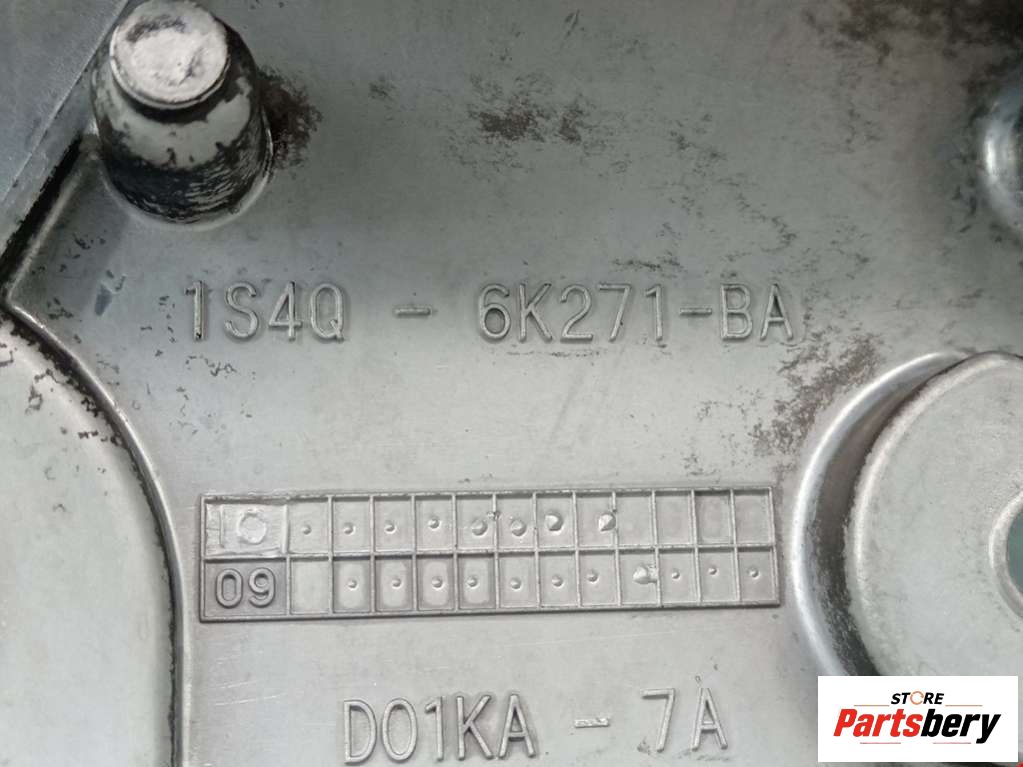 1S4Q - 6K271-BA
10
09
D01KA - 7A
STORE
Partsbery